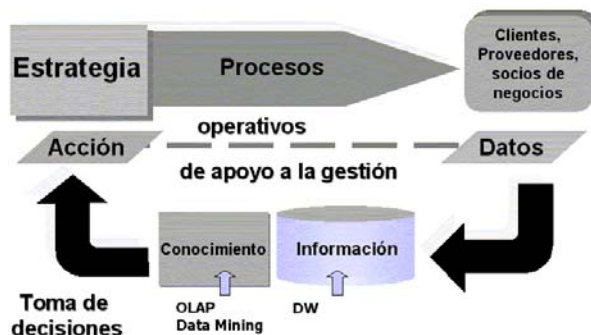 Estrategia
Procesos
Clientes,
Proveedores,
socios de
negocios
operativos
Acción
Datos
de apoyo a la gestión
Conocimiento
Información
OLAP
Data Mining
DW
Toma de
decisiones